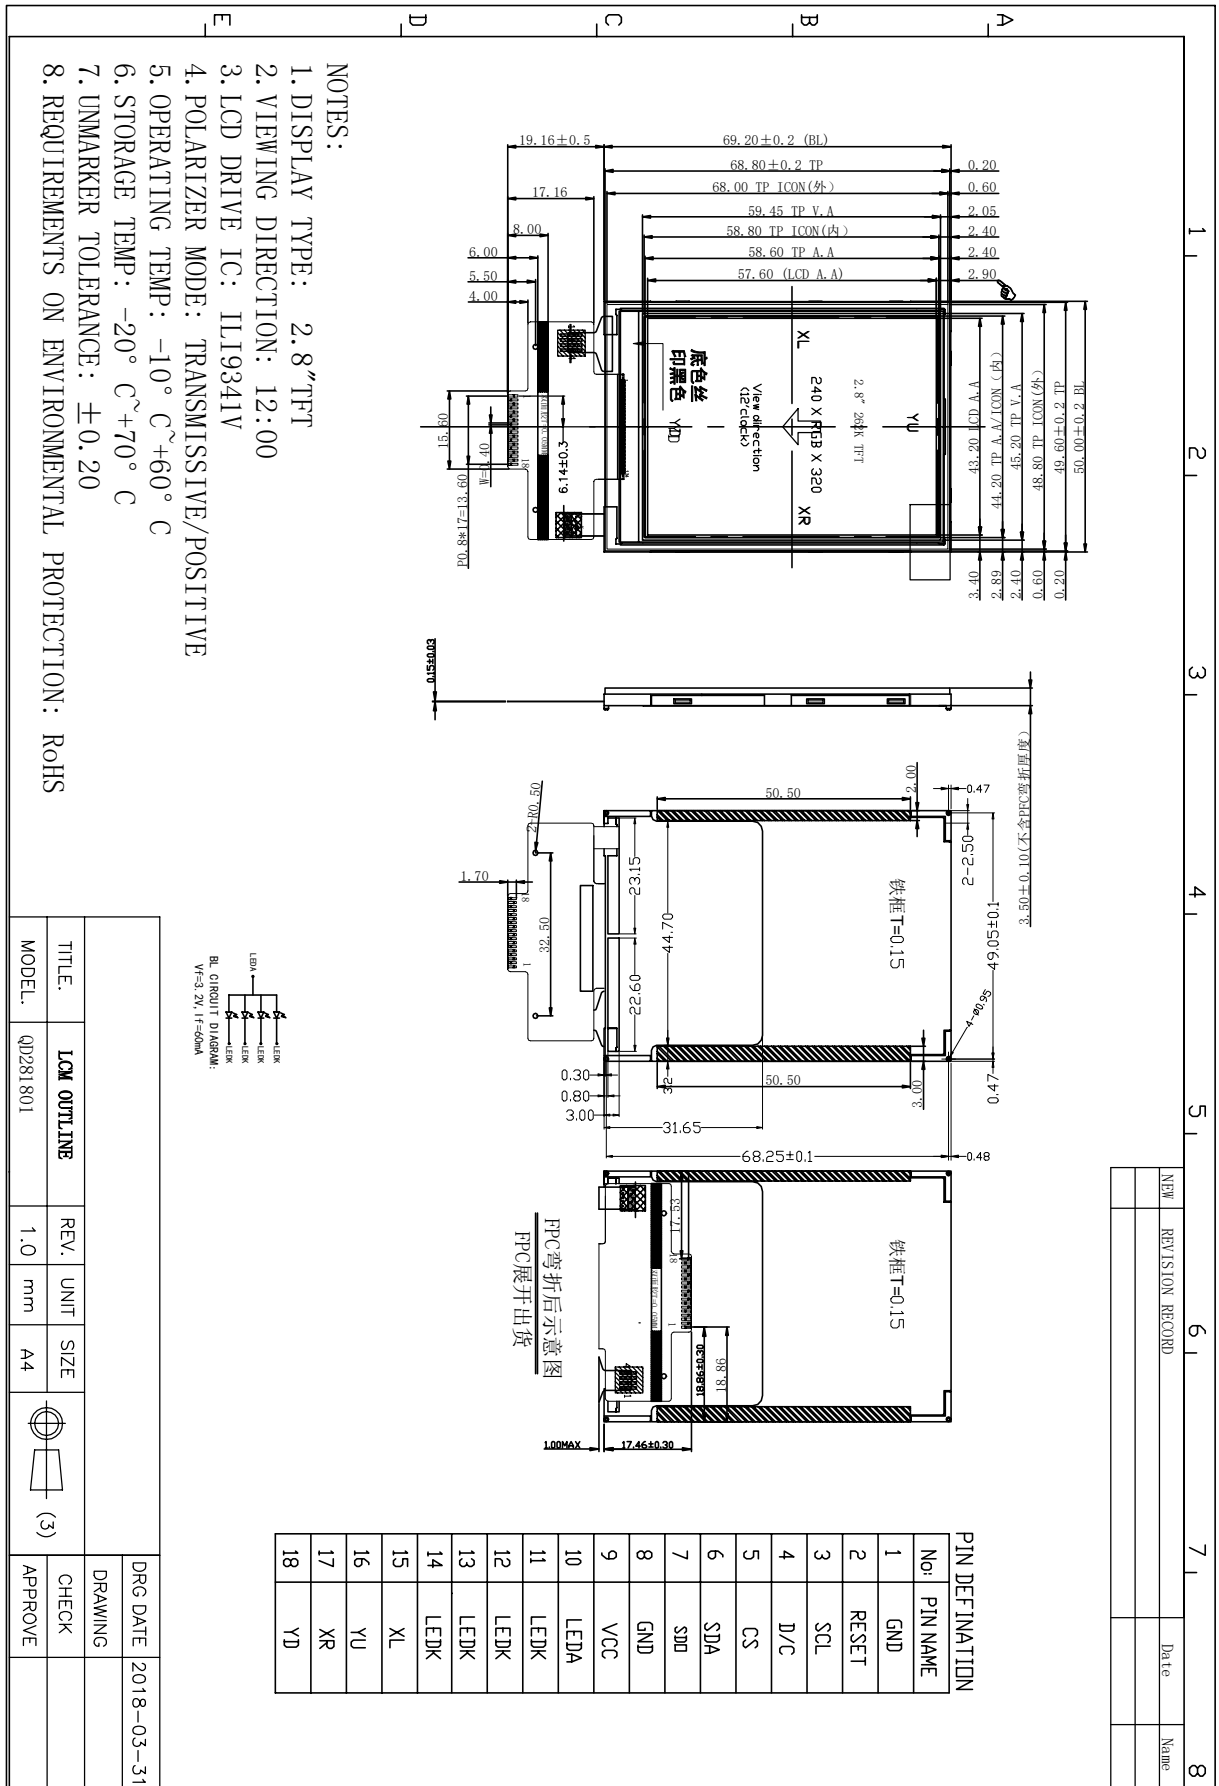 1
2
3
4
5
6
7
8
A
B
C
D
E
NEW
REVISION RECORD
Date
Name
69.20±0.2 (BL)
19.16±0.5
68.80±0.2 TP
0.20
68.00 TP ICON(外)
0.60
17.16
59.45 TP V.A
2.05
8.00
58.80 TP ICON(内)
2.40
6.00
58.60 TP A.A
2.40
5.50
57.60 (LCD A.A)
2.90
4.00
50.00±0.2 BL
49.60±0.2 TP
0.20
48.80 TP ICON(外)
0.60
45.20 TP V.A
2.40
44.20 TP A.A/ICON(内)
2.89
43.20 LCD A.A
3.40
YU
2.8" 262K TFT
XL
240 X RGB X 320
XR
View direction
(12'clock)
底色丝
印黑色
6.14±0.3
18
W=0.40
P0.8*17=13.60
15.60
3.50±0.10(不含PFC弯折厚度)
0.15±0.03
0.47
2-2.50
49.05±0.1
4-Ø0.95
0.47
2.00
50.50
铁框T=0.15
3.00
50.50
44.70
32
23.15
22.60
2-R0.50
32.50
1.70
18
1
0.30
0.80
3.00
31.65
68.25±0.1
0.48
铁框T=0.15
17.53
18
1
18.86±0.30
18.86
1.00MAX
17.46±0.30
FPC弯折后示意图
FPC展开出货
PIN DEFINATION
No: PIN NAME
1 GND
2 RESET
3 SCL
4 D/C
5 CS
6 SDA
7 SDO
8 GND
9 VCC
10 LEDA
11 LEDK
12 LEDK
13 LEDK
14 LEDK
15 XL
16 YU
17 XR
18 YD
NOTES:
1. DISPLAY TYPE: 2.8"TFT
2. VIEWING DIRECTION: 12:00
3. LCD DRIVE IC: ILI9341V
4. POLARIZER MODE: TRANSMISSIVE/POSITIVE
5. OPERATING TEMP: -10° C~+60° C
6. STORAGE TEMP: -20° C~+70° C
7. UNMARKER TOLERANCE: ±0.20
8. REQUIREMENTS ON ENVIRONMENTAL PROTECTION: RoHS
LEDA
LEDK
LEDK
LEDK
LEDK
BL CIRCUIT DIAGRAM:
Vf=3.2V, If=60mA
TITLE.
LCM OUTLINE
REV.
UNIT
SIZE
MODEL.
QD281801
1.0
mm
A4
(3)
DRG DATE
2018-03-31
DRAWING
CHECK
APPROVE